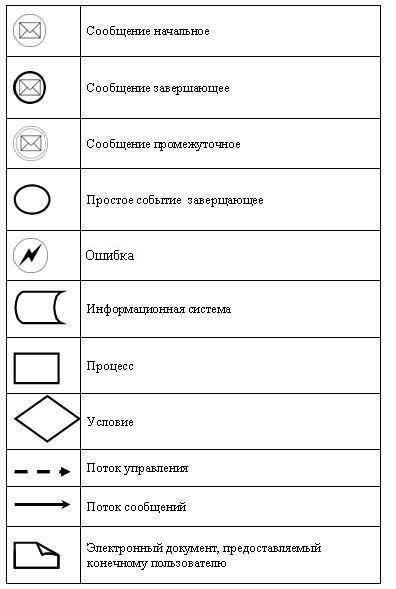 Сообщение начальное
Сообщение завершающее
Сообщение промежуточное
Простое событие заверщающее
Ошибка
Информационная система
Процесс
Условие
Поток управления
Поток сообщений
Электронный документ, предоставляемый
конечному пользователю